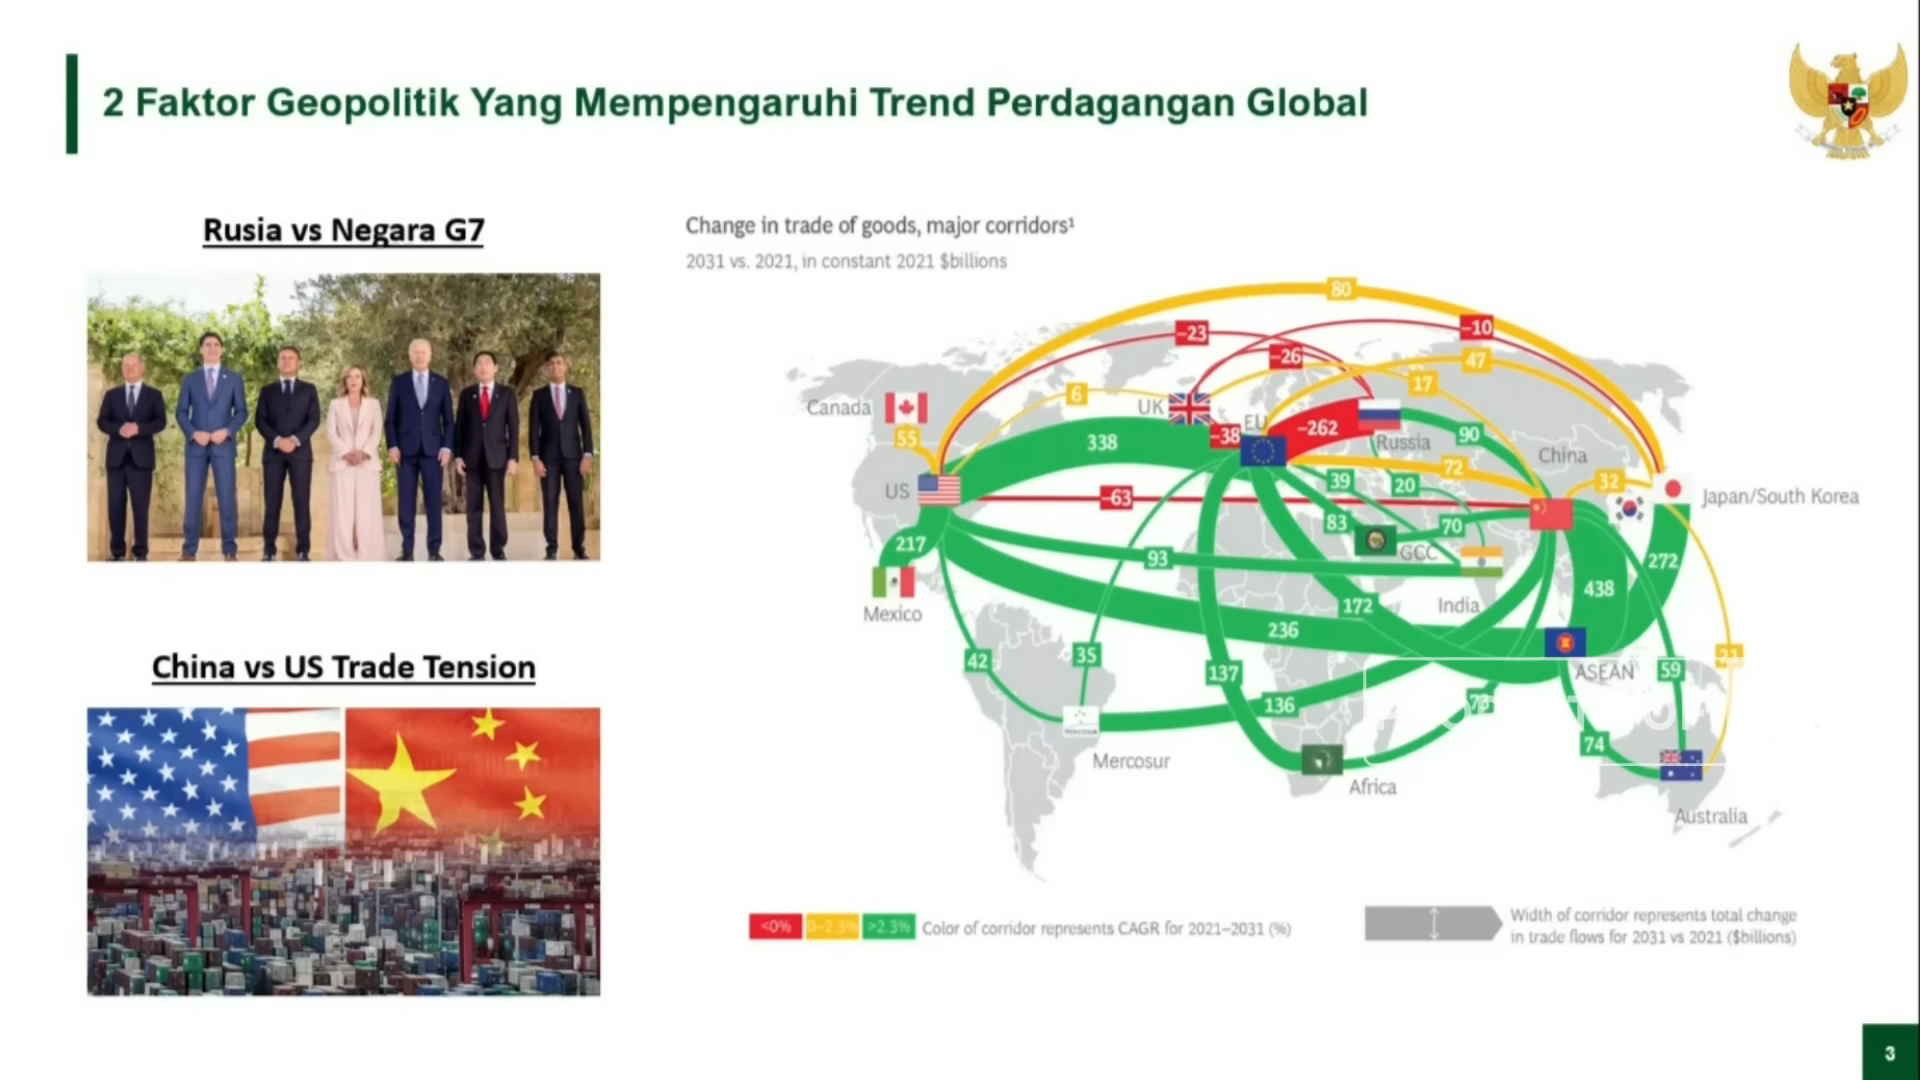 2 Faktor Geopolitik Yang Mempengaruhi Trend Perdagangan Global
Rusia vs Negara G7
China vs US Trade Tension
Change in trade of goods, major corridors¹
2031 vs. 2021, in constant 2021 $billions
80
-23
-10
-26
47
17
6
Canada
UK
EU
55
338
-38
-262
Russia
90
China
72
US
39
20
32
Japan/South Korea
-63
83
70
217
93
GCC
272
438
Mexico
172
India
236
42
35
137
ASEAN
59
21
136
73
74
Mercosur
Africa
Australia
<0%
0–2.3%
>2.3%
Color of corridor represents CAGR for 2021–2031 (%)
Width of corridor represents total change
in trade flows for 2031 vs 2021 ($billions)
3